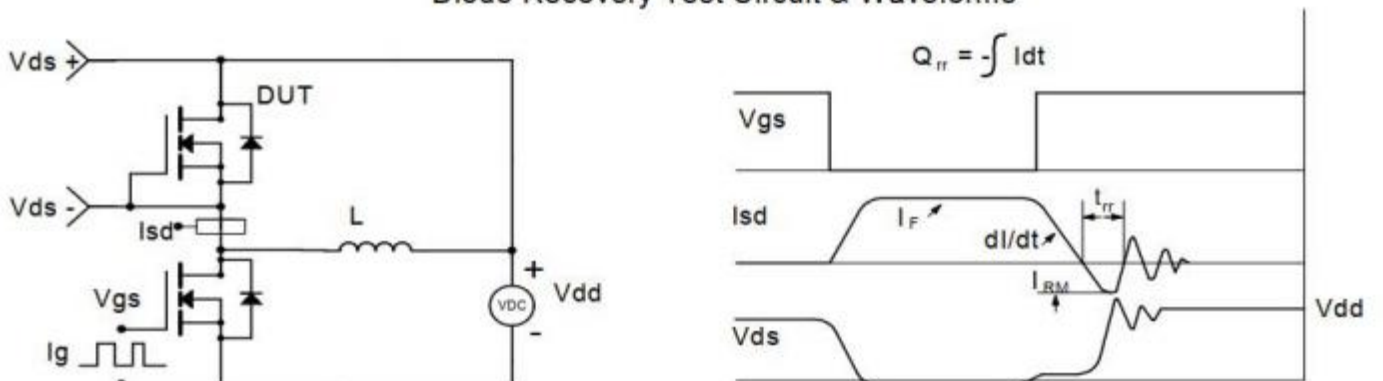 Diode Recovery Test Circuit & Waveforms
Vds +
DUT
Vds -
Isd
L
Vgs
Ig
+
VDC
-
Vdd
Qrr = -∫ Idt
Vgs
Isd
IF
dI/dt
trr
IRM
Vds
Vdd